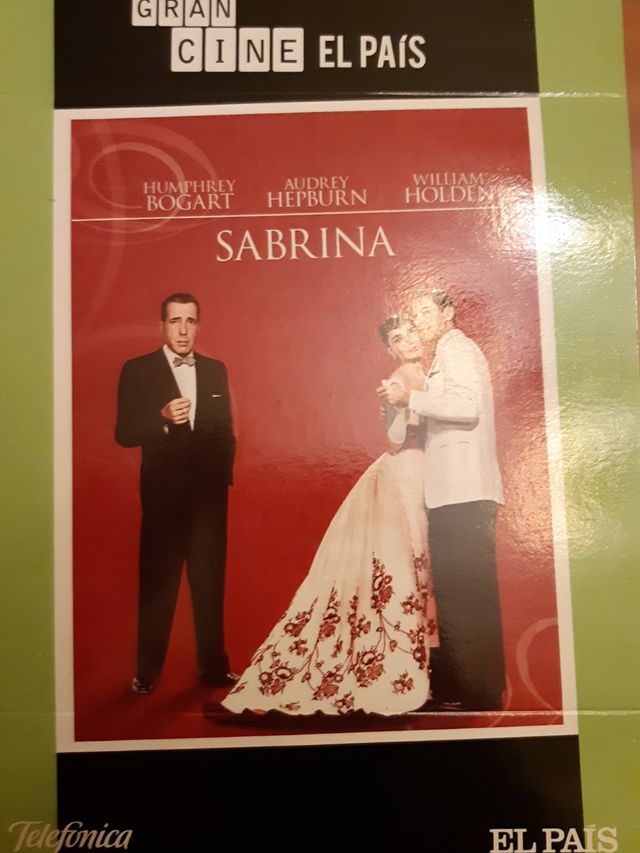 GRAN
CINE EL PAÍS
HUMPHREY BOGART
AUDREY HEPBURN
WILLIAM HOLDEN
SABRINA
Telefónica
EL PAÍS